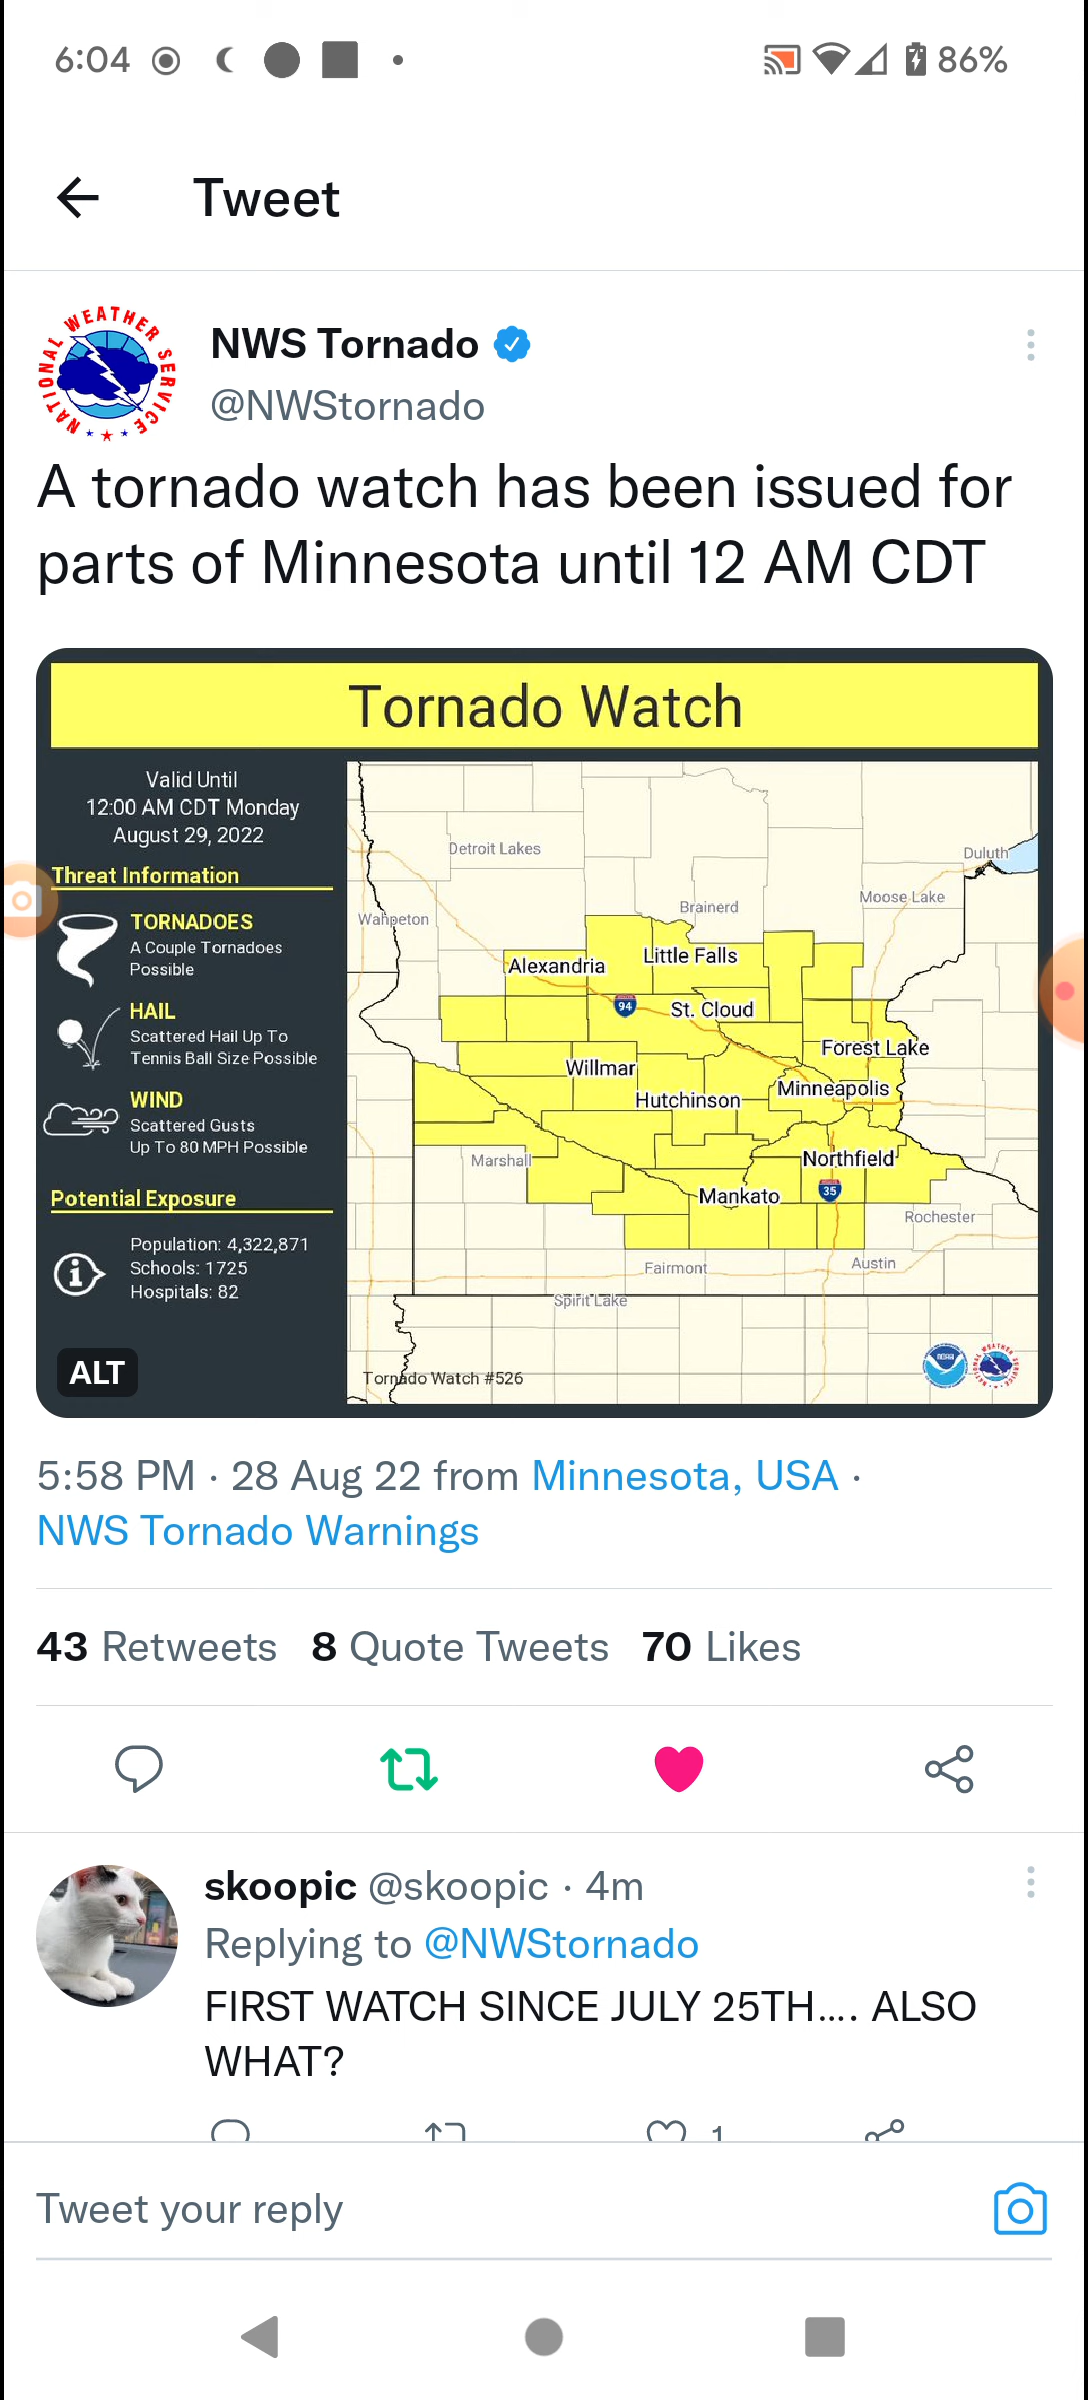 6:04
86%
Tweet
NATIONAL WEATHER SERVICE
NWS Tornado
@NWStornado
A tornado watch has been issued for
parts of Minnesota until 12 AM CDT
Tornado Watch
Valid Until
12:00 AM CDT Monday
August 29, 2022
Threat Information
TORNADOES
A Couple Tornadoes
Possible
HAIL
Scattered Hail Up To
Tennis Ball Size Possible
WIND
Scattered Gusts
Up To 80 MPH Possible
Potential Exposure
Population: 4,322,871
Schools: 1725
Hospitals: 82
ALT
Detroit Lakes
Duluth
Moose Lake
Brainerd
Wahpeton
Little Falls
Alexandria
94
St. Cloud
Forest Lake
Willmar
Minneapolis
Hutchinson
Marshall
Northfield
Mankato
35
Rochester
Fairmont
Austin
Spirit Lake
Tornado Watch #526
5:58 PM · 28 Aug 22 from Minnesota, USA ·
NWS Tornado Warnings
43 Retweets 8 Quote Tweets 70 Likes
skoopic @skoopic · 4m
Replying to @NWStornado
FIRST WATCH SINCE JULY 25TH.... ALSO
WHAT?
1
Tweet your reply